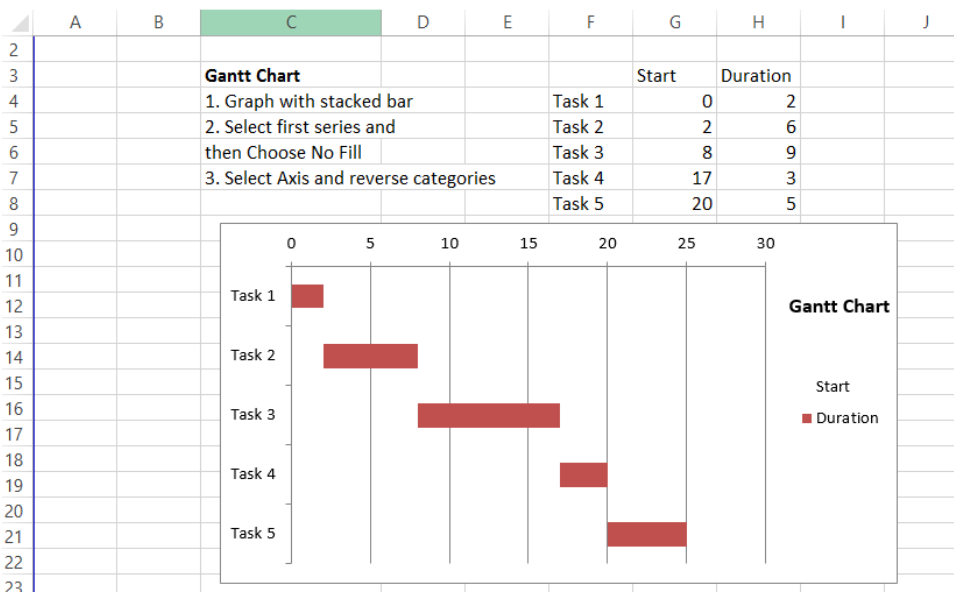 A B C D E F G H I J
2
3 Gantt Chart Start Duration
4 1. Graph with stacked bar Task 1 0 2
5 2. Select first series and Task 2 2 6
6 then Choose No Fill Task 3 8 9
7 3. Select Axis and reverse categories Task 4 17 3
8 Task 5 20 5
9
0 5 10 15 20 25 30
10
11
Task 1
12 Gantt Chart
13
14 Task 2
15 Start
16 Task 3
Duration
17
18
Task 4
19
20
21 Task 5
22
23